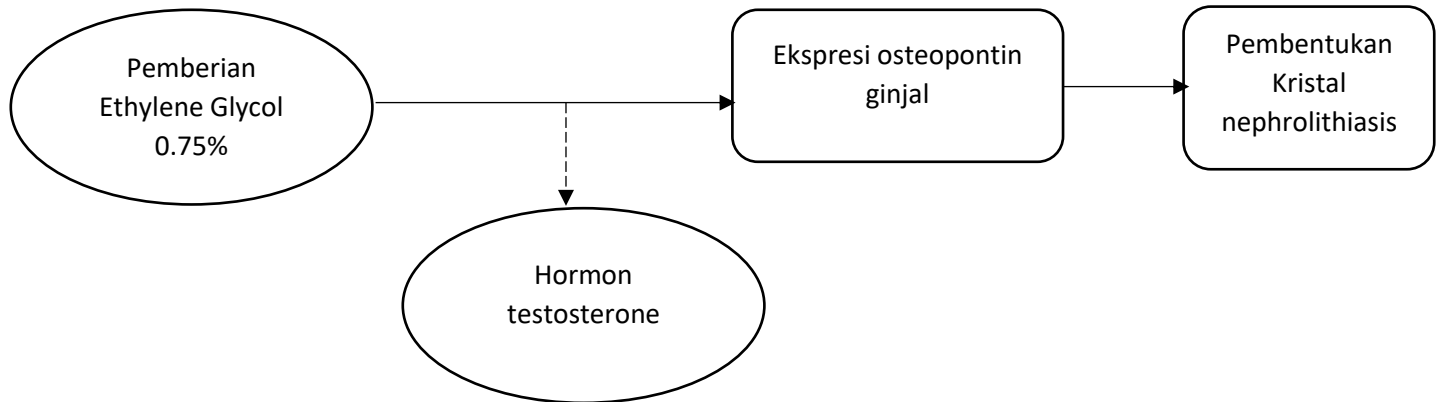 Pemberian
Ethylene Glycol
0.75%
Ekspresi osteopontin
ginjal
Pembentukan
Kristal
nephrolithiasis
Hormon
testosterone